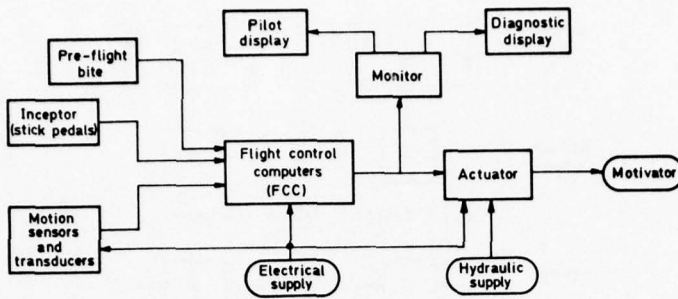 Pilot
display
Diagnostic
display
Pre-flight
bite
Monitor
Inceptor
(stick pedals)
Flight control
computers
(FCC)
Actuator
Motivator
Motion
sensors
and
transducers
Electrical
supply
Hydraulic
supply